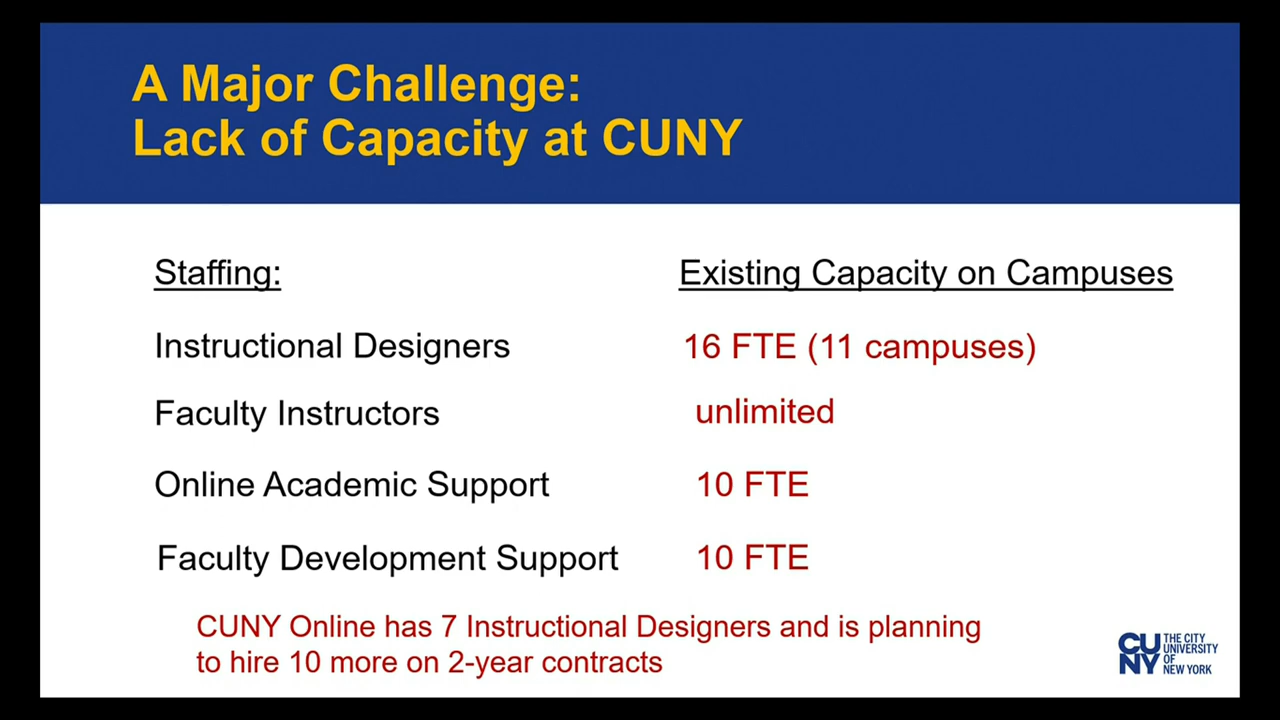 A Major Challenge:
Lack of Capacity at CUNY
Staffing: Existing Capacity on Campuses
Instructional Designers 16 FTE (11 campuses)
Faculty Instructors unlimited
Online Academic Support 10 FTE
Faculty Development Support 10 FTE
CUNY Online has 7 Instructional Designers and is planning
to hire 10 more on 2-year contracts
CU
NY
THE CITY
UNIVERSITY
OF
NEW YORK